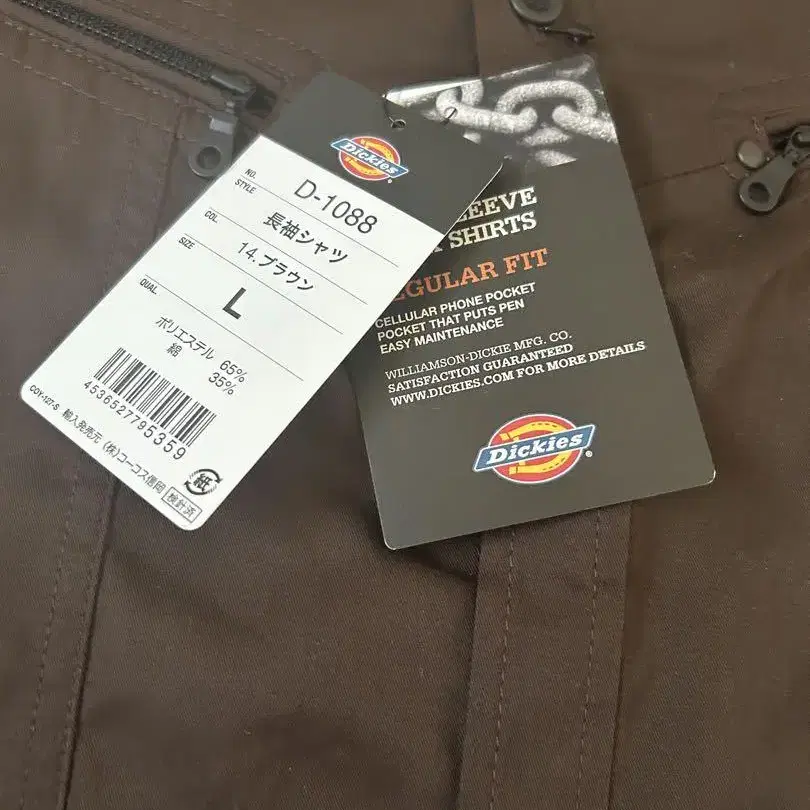 Dickies
NO.
STYLE
D-1088
長袖シャツ
COL.
14.ブラウン
SIZE
L
QUAL.
ポリエステル 65%
綿 35%
4536527795359
COY-127-S 輸入発売元 (株)コーコス信岡
紙
検針済
SHIRTS
FIT
CELLULAR PHONE POCKET
POCKET THAT PUTS PEN
EASY MAINTENANCE
WILLIAMSON-DICKIE MFG. CO.
SATISFACTION GUARANTEED
WWW.DICKIES.COM FOR MORE DETAILS
Dickies